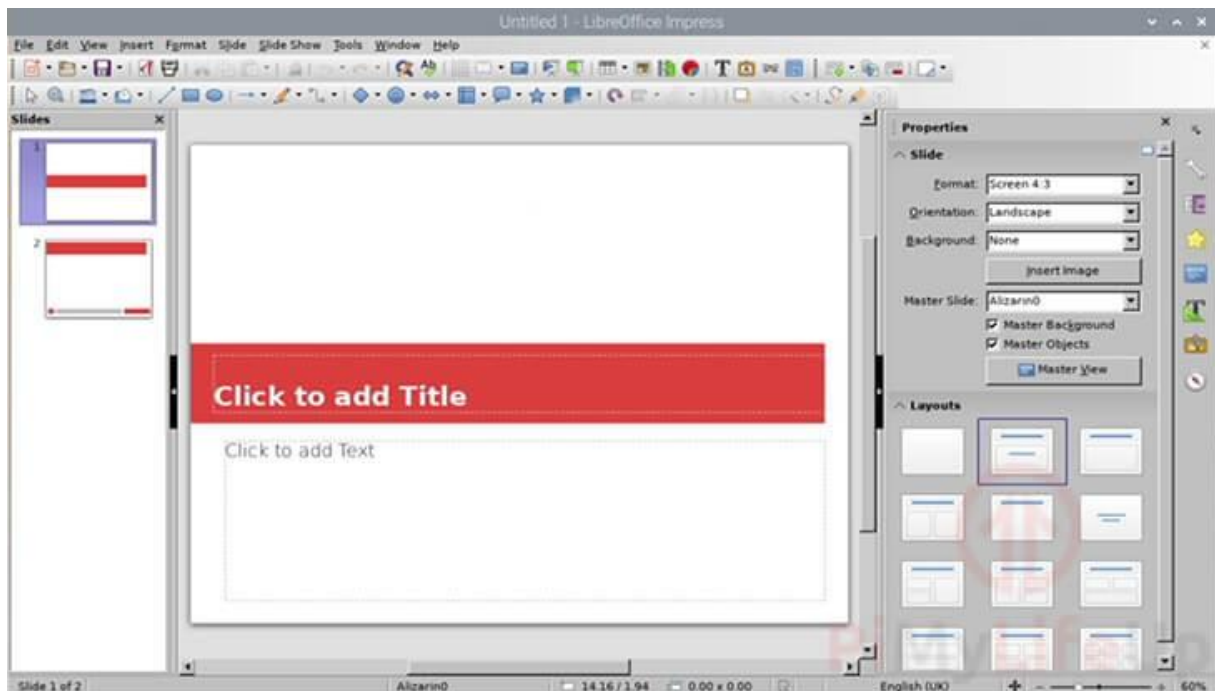 Untitled 1 - LibreOffice Impress
File Edit View Insert Format Slide Slide Show Tools Window Help
Slides
Properties
1
Slide
Format: Screen 4:3
Orientation: Landscape
Background: None
Insert Image
2
Master Slide: Alizarin0
Master Background
Master Objects
Master View
Click to add Title
Layouts
Click to add Text
PiMyLifeUp
Slide 1 of 2 Alizarin0 14.16 / 1.94 0.00 x 0.00 English (UK) 60%